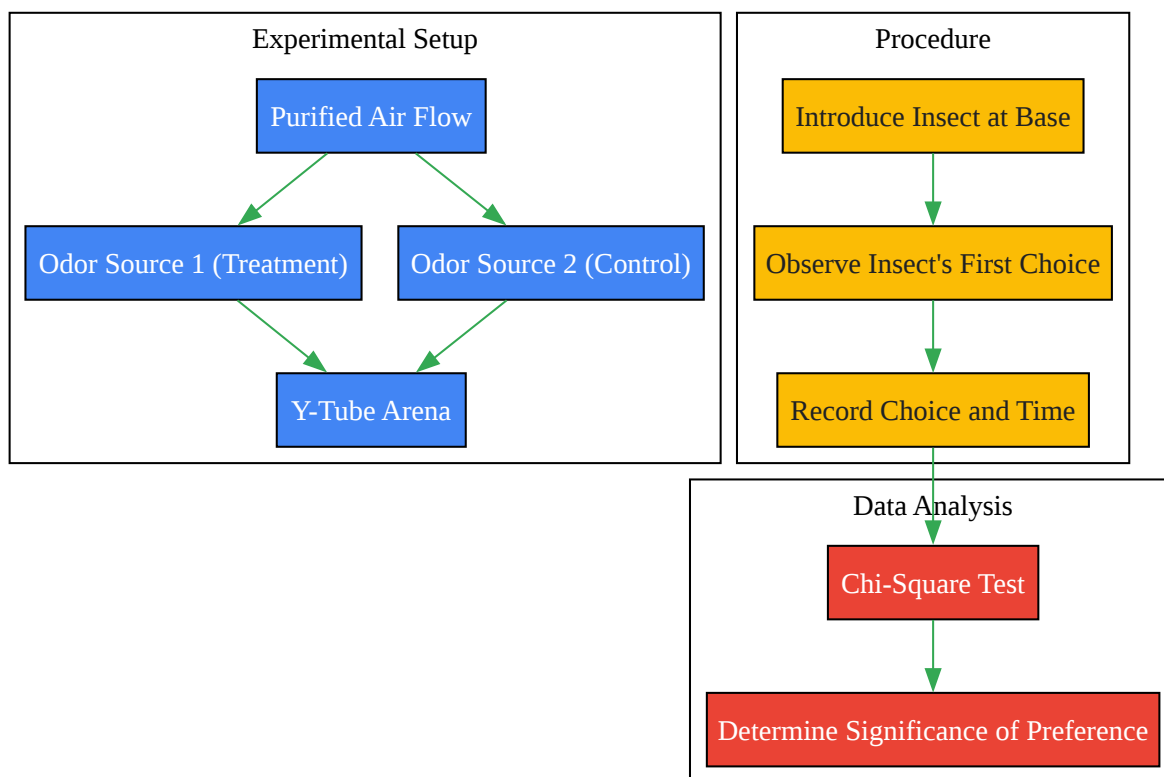 Experimental Setup
Purified Air Flow
Odor Source 1 (Treatment)
Odor Source 2 (Control)
Y-Tube Arena
Procedure
Introduce Insect at Base
Observe Insect's First Choice
Record Choice and Time
Data Analysis
Chi-Square Test
Determine Significance of Preference